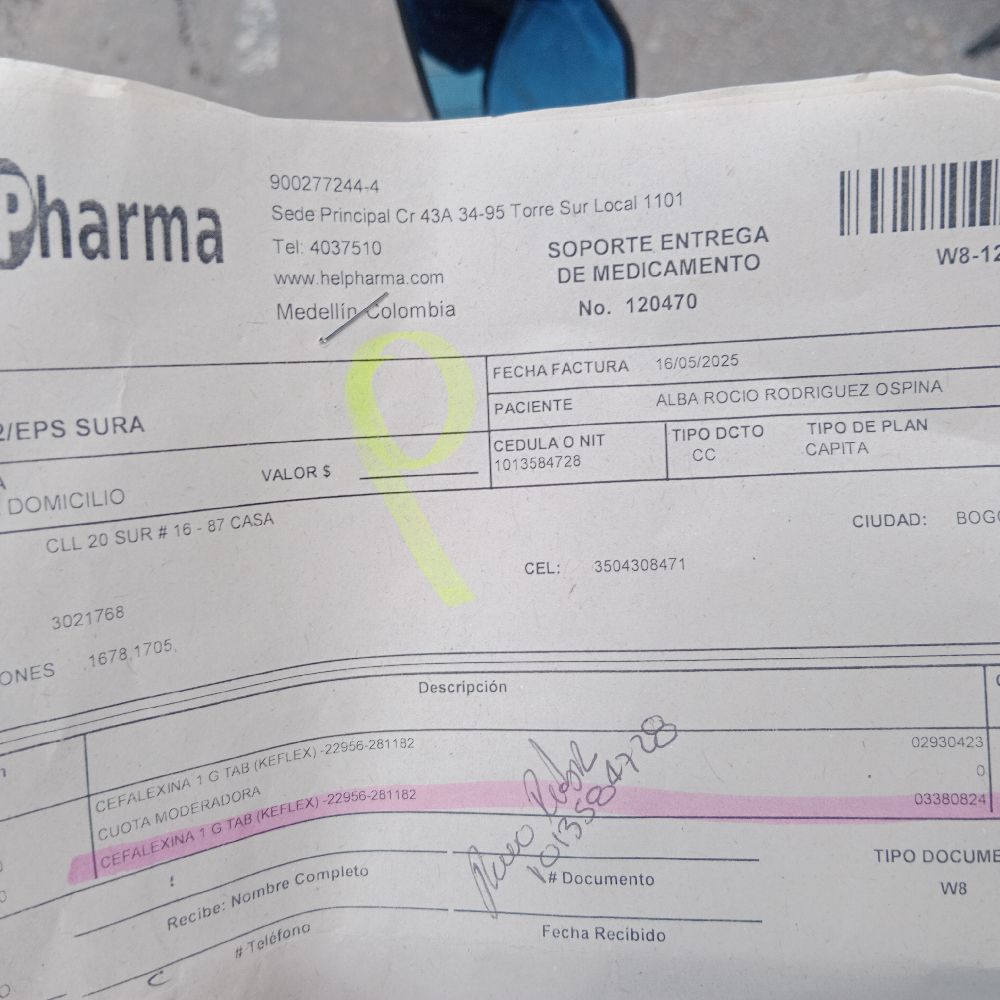 Pharma
900277244-4
Sede Principal Cr 43A 34-95 Torre Sur Local 1101
Tel: 4037510
www.helpharma.com
Medellín Colombia
SOPORTE ENTREGA
DE MEDICAMENTO
No. 120470
W8-12
FECHA FACTURA 16/05/2025
PACIENTE ALBA ROCIO RODRIGUEZ OSPINA
2/EPS SURA
CEDULA O NIT
1013584728
TIPO DCTO
CC
TIPO DE PLAN
CAPITA
A
VALOR $
DOMICILIO
CLL 20 SUR # 16 - 87 CASA
CIUDAD: BOGO
CEL: 3504308471
3021768
ONES .1678,1705,
Descripción
CEFALEXINA 1 G TAB (KEFLEX) -22956-281182 02930423
CUOTA MODERADORA 0
CEFALEXINA 1 G TAB (KEFLEX) -22956-281182 03380824
1013584728
Recibe: Nombre Completo
# Documento
TIPO DOCUME
W8
# Teléfono
Fecha Recibido